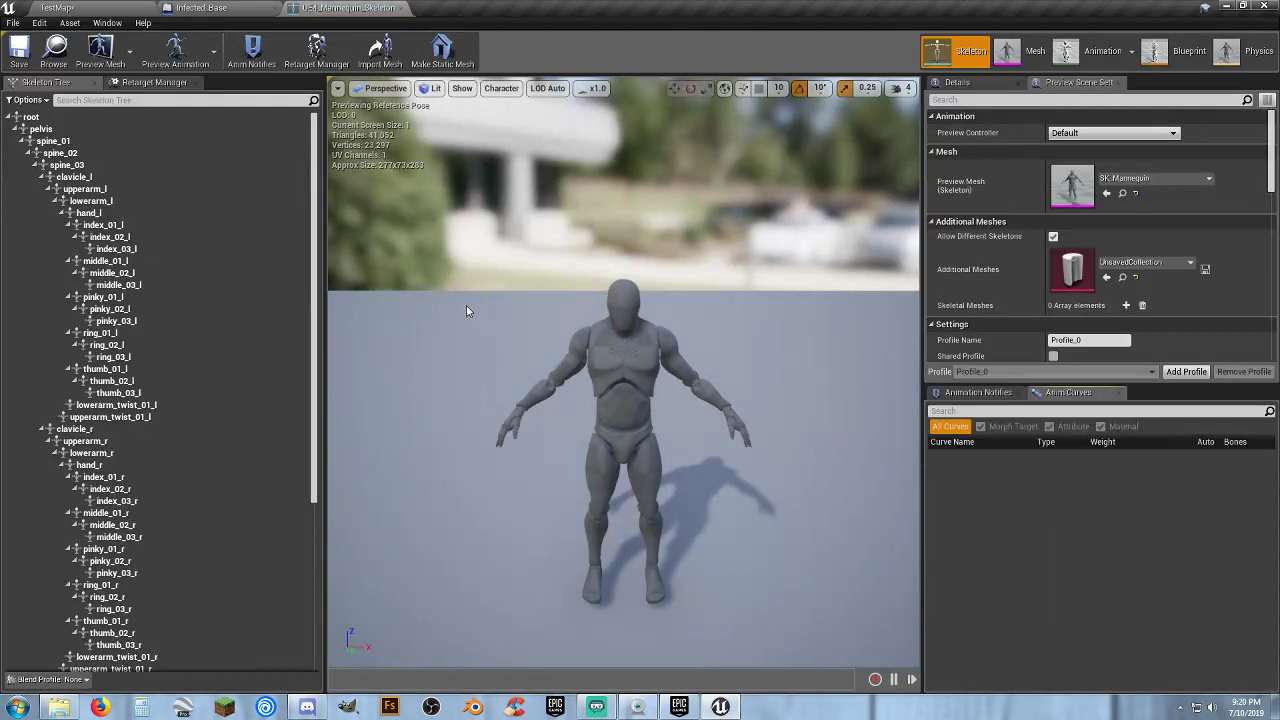 TestMap*
Infected_Base
UE4_Mannequin_Skeleton
File Edit Asset Window Help
Save
Browse
Preview Mesh
Preview Animation
Anim Notifies
Retarget Manager
Import Mesh
Make Static Mesh
Skeleton
Mesh
Animation
Blueprint
Physics
Skeleton Tree
Retarget Manager
Options
Search Skeleton Tree
root
pelvis
spine_01
spine_02
spine_03
clavicle_l
upperarm_l
lowerarm_l
hand_l
index_01_l
index_02_l
index_03_l
middle_01_l
middle_02_l
middle_03_l
pinky_01_l
pinky_02_l
pinky_03_l
ring_01_l
ring_02_l
ring_03_l
thumb_01_l
thumb_02_l
thumb_03_l
lowerarm_twist_01_l
upperarm_twist_01_l
clavicle_r
upperarm_r
lowerarm_r
hand_r
index_01_r
index_02_r
index_03_r
middle_01_r
middle_02_r
middle_03_r
pinky_01_r
pinky_02_r
pinky_03_r
ring_01_r
ring_02_r
ring_03_r
thumb_01_r
thumb_02_r
thumb_03_r
lowerarm_twist_01_r
upperarm_twist_01_r
Blend Profile: None
Perspective
Lit
Show
Character
LOD Auto
x1.0
10
10°
0.25
4
Previewing Reference Pose
LOD: 0
Current Screen Size: 1
Triangles: 41,052
Vertices: 23,297
UV Channels: 1
Approx Size: 277x73x283
Z
X
Details
Preview Scene Sett
Search
Animation
Preview Controller
Default
Mesh
Preview Mesh
(Skeleton)
SK_Mannequin
Additional Meshes
Allow Different Skeletons
Additional Meshes
UnsavedCollection
Skeletal Meshes
0 Array elements
Settings
Profile Name
Profile_0
Shared Profile
Profile
Profile_0
Add Profile
Remove Profile
Animation Notifies
Anim Curves
Search
All Curves
Morph Target
Attribute
Material
Curve Name
Type
Weight
Auto
Bones
Pro
Fs
EPIC
GAMES
EPIC
GAMES
9:20 PM
7/10/2019